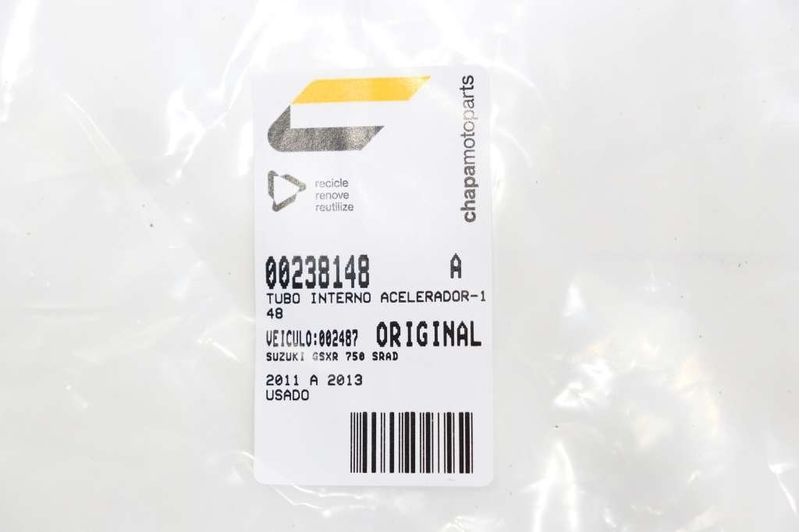 chapamotoparts
recicle
renove
reutilize
00238148 A
TUBO INTERNO ACELERADOR-1
48
VEICULO:002487 ORIGINAL
SUZUKI GSXR 750 SRAD
2011 A 2013
USADO